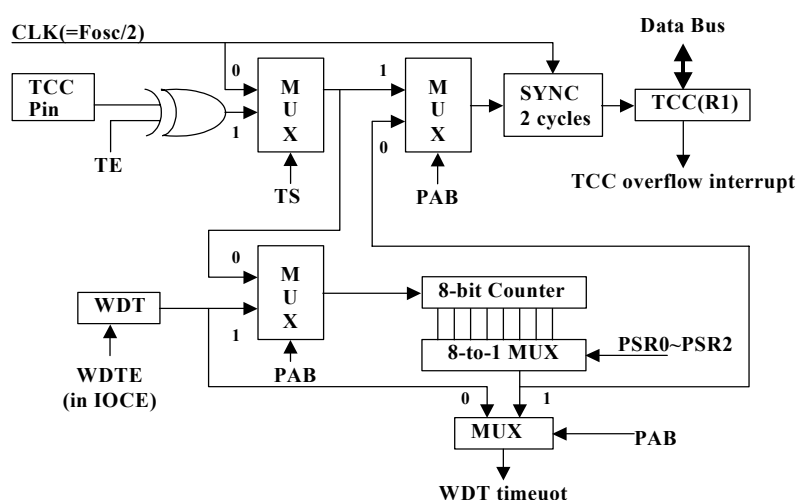 CLK(=Fosc/2)
Data Bus
0
1
TCC
Pin
M
U
X
M
U
X
SYNC
2 cycles
TCC(R1)
1
0
TE
TS
PAB
TCC overflow interrupt
0
M
U
X
WDT
8-bit Counter
1
8-to-1 MUX
PSR0~PSR2
WDTE
(in IOCE)
PAB
0
1
MUX
PAB
WDT timeuot